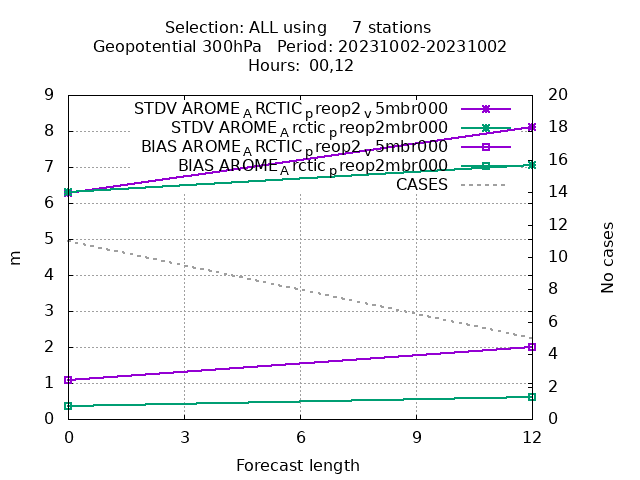 Selection: ALL using     7 stations
Geopotential 300hPa   Period: 20231002-20231002
Hours: 00,12
STDV AROME_ARCTIC_preop2_v5mbr000
STDV AROME_Arctic_preop2mbr000
BIAS AROME_ARCTIC_preop2_v5mbr000
BIAS AROME_Arctic_preop2mbr000
CASES
9
8
7
6
5
4
3
2
1
0
m
20
18
16
14
12
10
8
6
4
2
0
No cases
0 3 6 9 12
Forecast length